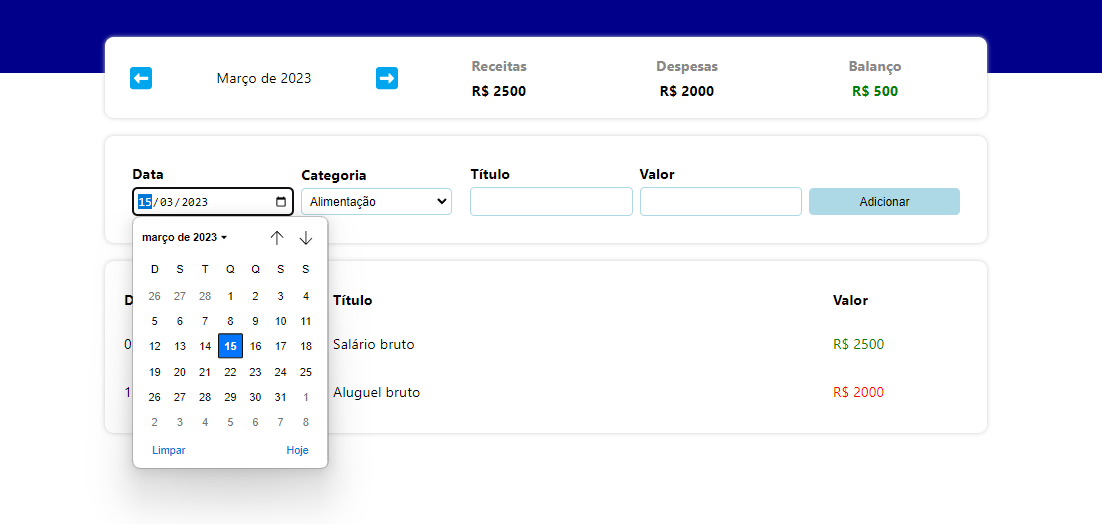 Março de 2023
Receitas
R$ 2500
Despesas
R$ 2000
Balanço
R$ 500
Data
15/03/2023
Categoria
Alimentação
Título
Valor
Adicionar
março de 2023
D S T Q Q S S
26 27 28 1 2 3 4
5 6 7 8 9 10 11
12 13 14 15 16 17 18
19 20 21 22 23 24 25
26 27 28 29 30 31 1
2 3 4 5 6 7 8
Limpar Hoje
Título Valor
Salário bruto R$ 2500
Aluguel bruto R$ 2000